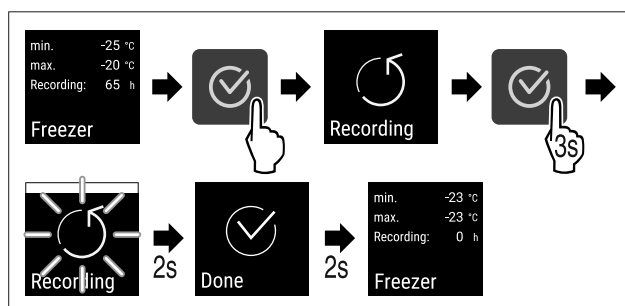 min. -25 °C
max. -20 °C
Recording: 65 h
Freezer
Recording
3s
Recording
2s
Done
2s
min. -23 °C
max. -23 °C
Recording: 0 h
Freezer